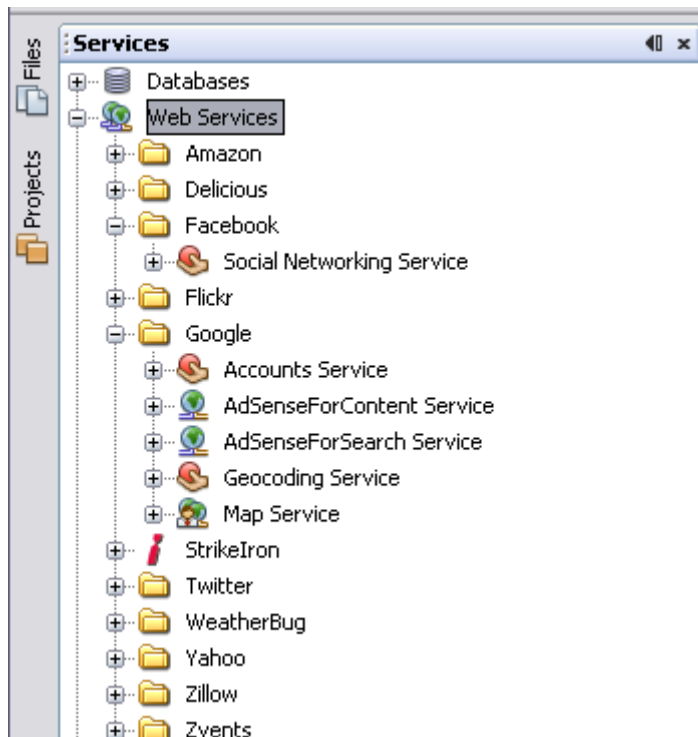 Files
Projects
Services
Databases
Web Services
Amazon
Delicious
Facebook
Social Networking Service
Flickr
Google
Accounts Service
AdSenseForContent Service
AdSenseForSearch Service
Geocoding Service
Map Service
StrikeIron
Twitter
WeatherBug
Yahoo
Zillow
Zvents